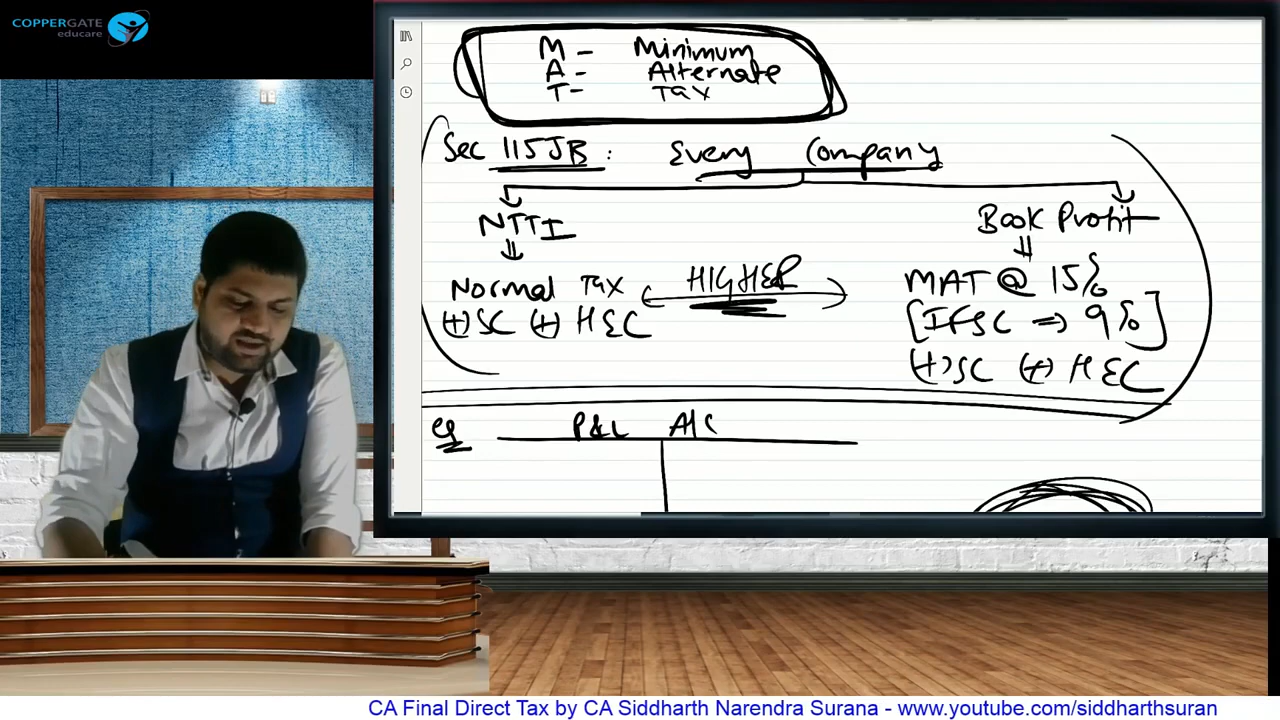 COPPERGATE
educare
M - Minimum
A - Alternate
T - Tax
Sec 115JB : Every Company
NTTI
Book Profit
Normal Tax HIGHER MAT @ 15%
(+) SC (+) HEC [IFSC => 9%]
(+) SC (+) HEC
eg P&L A/C
CA Final Direct Tax by CA Siddharth Narendra Surana - www.youtube.com/siddharthsuran